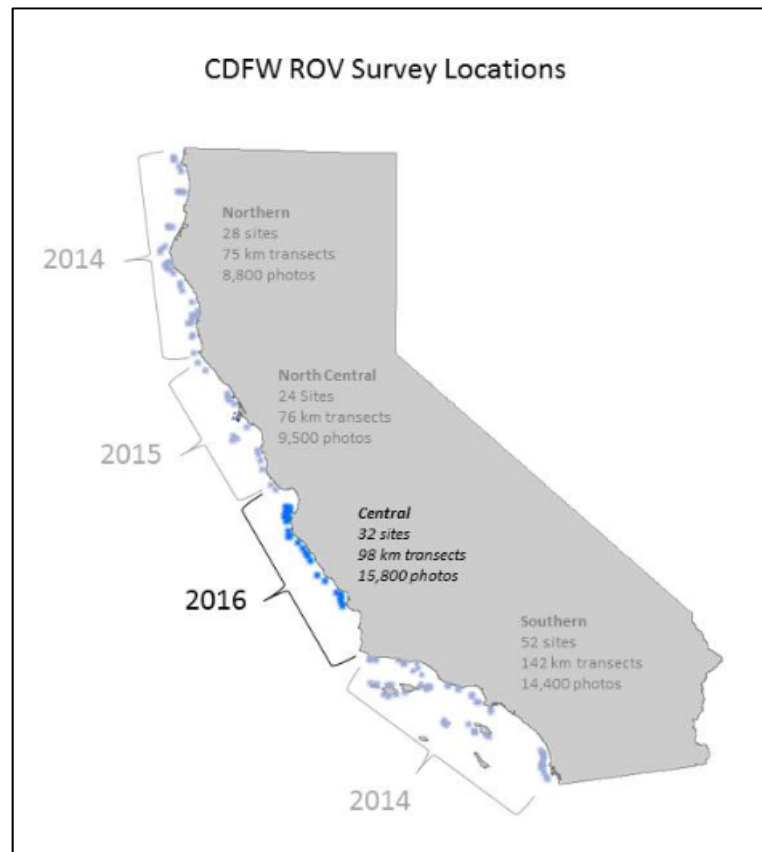 CDFW ROV Survey Locations
Northern
28 sites
75 km transects
8,800 photos
2014
North Central
24 Sites
76 km transects
9,500 photos
2015
Central
32 sites
98 km transects
15,800 photos
2016
Southern
52 sites
142 km transects
14,400 photos
2014